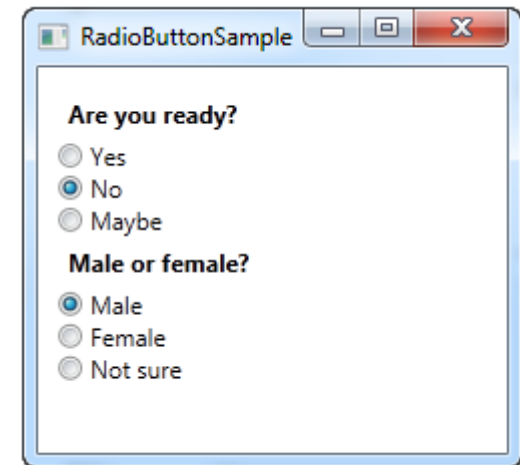 RadioButtonSample
Are you ready?
Yes
No
Maybe
Male or female?
Male
Female
Not sure